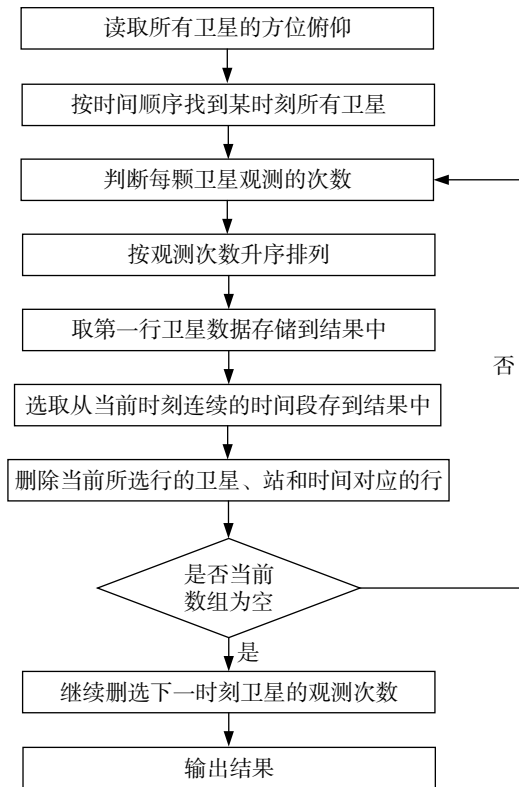 读取所有卫星的方位俯仰
按时间顺序找到某时刻所有卫星
判断每颗卫星观测的次数
按观测次数升序排列
取第一行卫星数据存储到结果中
否
选取从当前时刻连续的时间段存到结果中
删除当前所选行的卫星、站和时间对应的行
是否当前
数组为空
是
继续删选下一时刻卫星的观测次数
输出结果